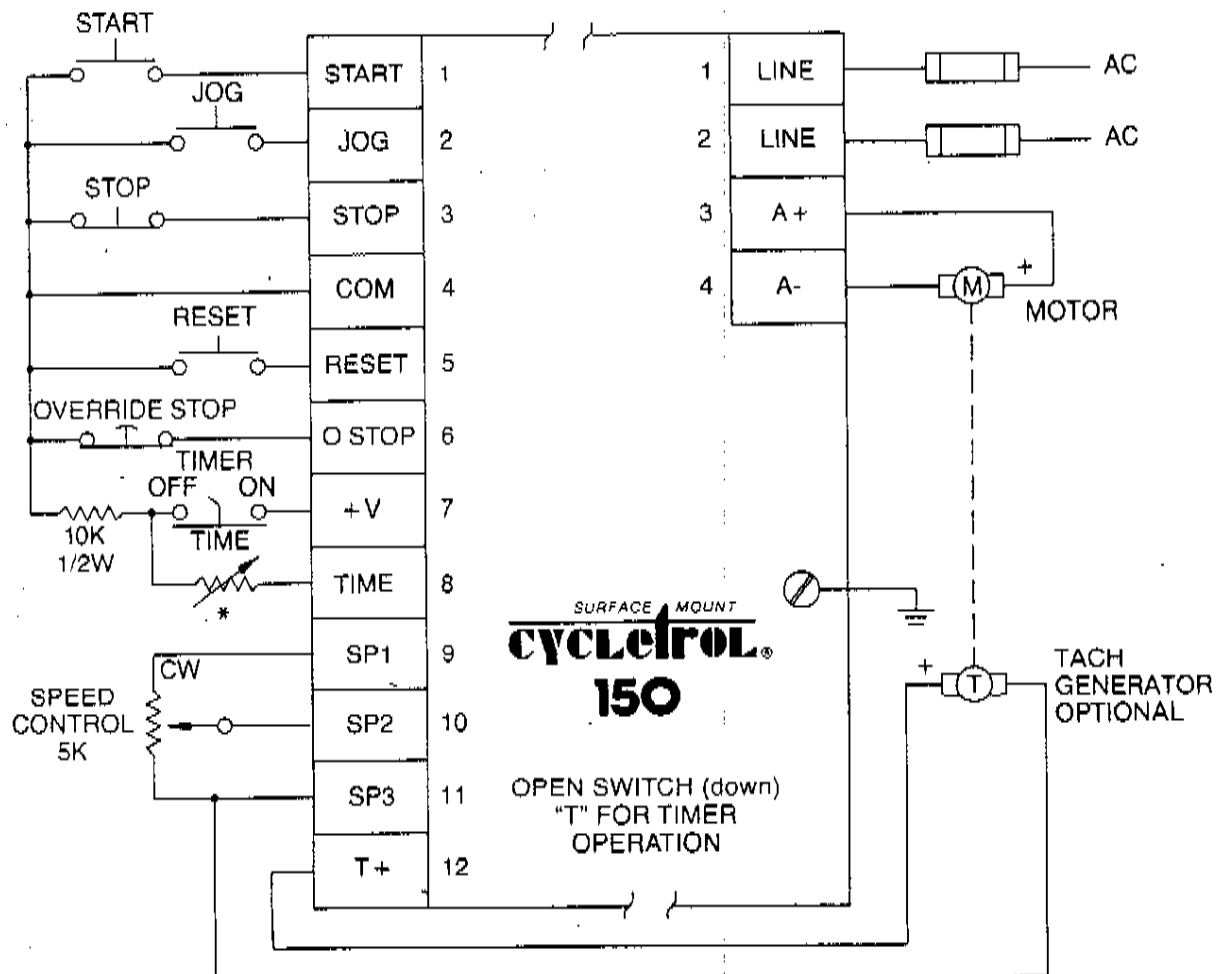 START
START 1
JOG
JOG 2
STOP
STOP 3
COM 4
RESET
RESET 5
OVERRIDE STOP
O STOP 6
TIMER
OFF ON
+V 7
10K
1/2W
TIME
TIME 8
*
SP1 9
CW
SPEED
CONTROL
5K
SP2 10
SP3 11
T+ 12
1 LINE
AC
2 LINE
AC
3 A+
4 A-
+
M
MOTOR
SURFACE MOUNT
CYCLETROL®
150
OPEN SWITCH (down)
"T" FOR TIMER
OPERATION
+
T
TACH
GENERATOR
OPTIONAL